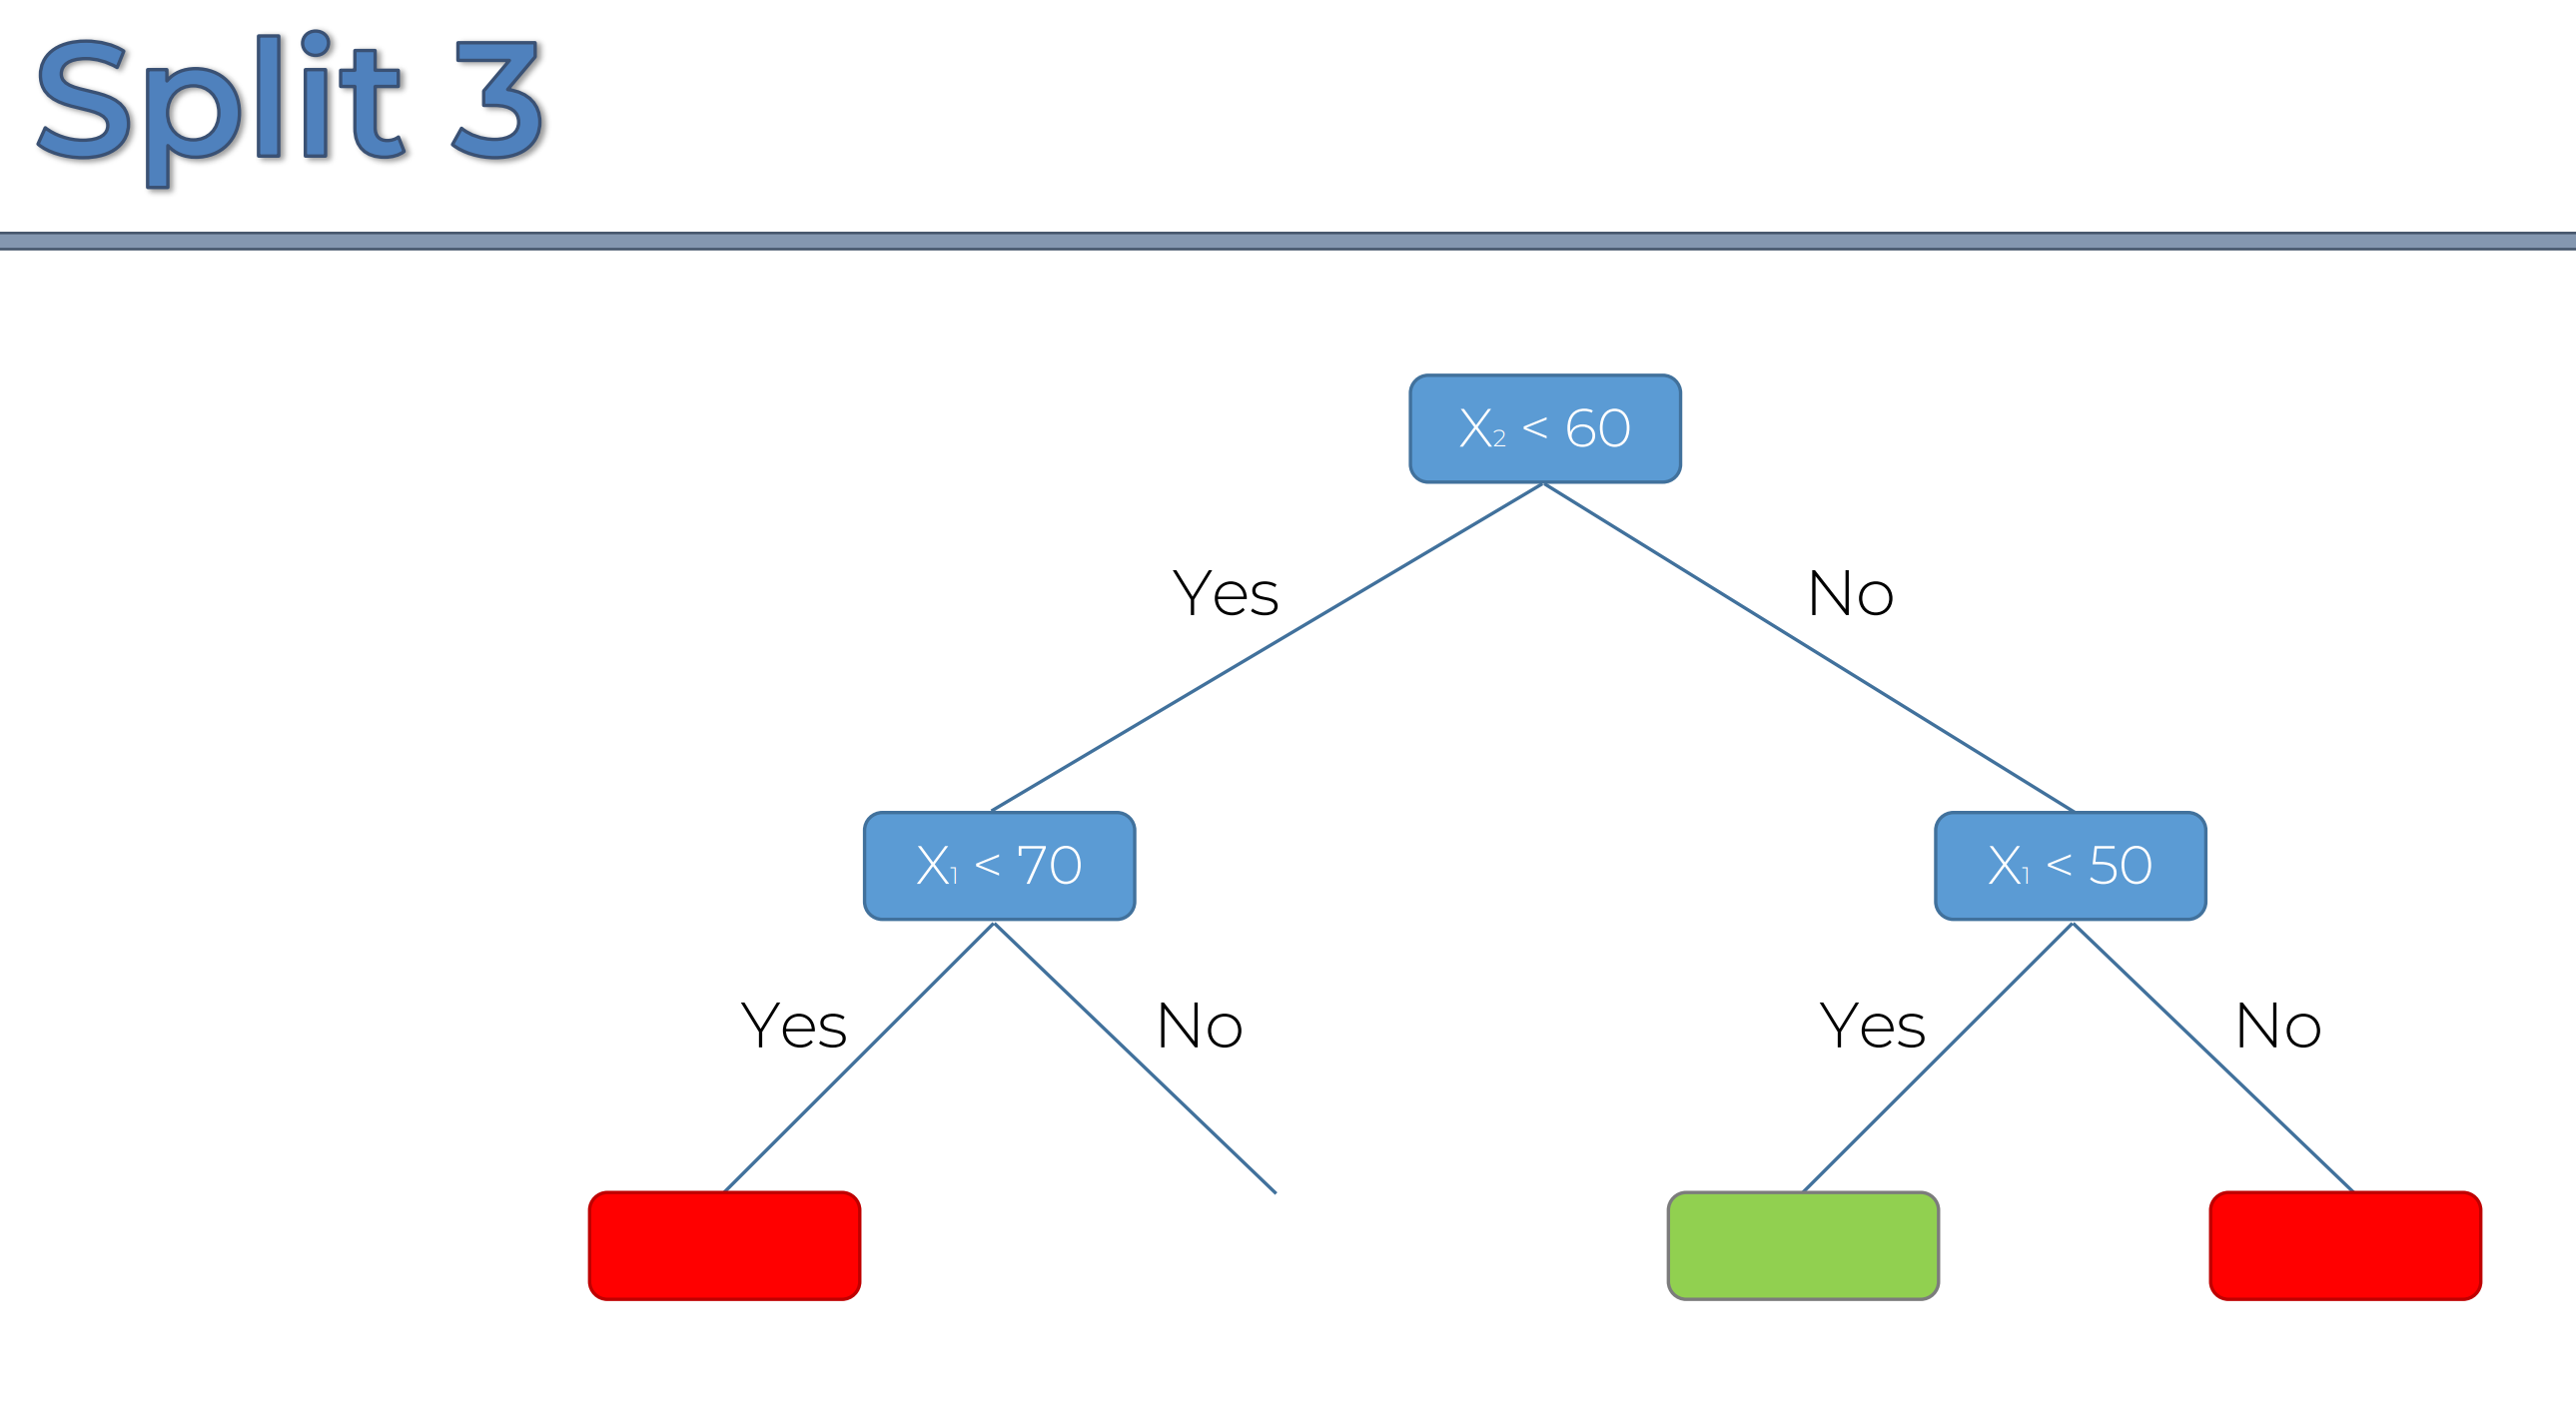 Split 3
X₂ < 60
Yes
No
X₁ < 70
X₁ < 50
Yes
No
Yes
No